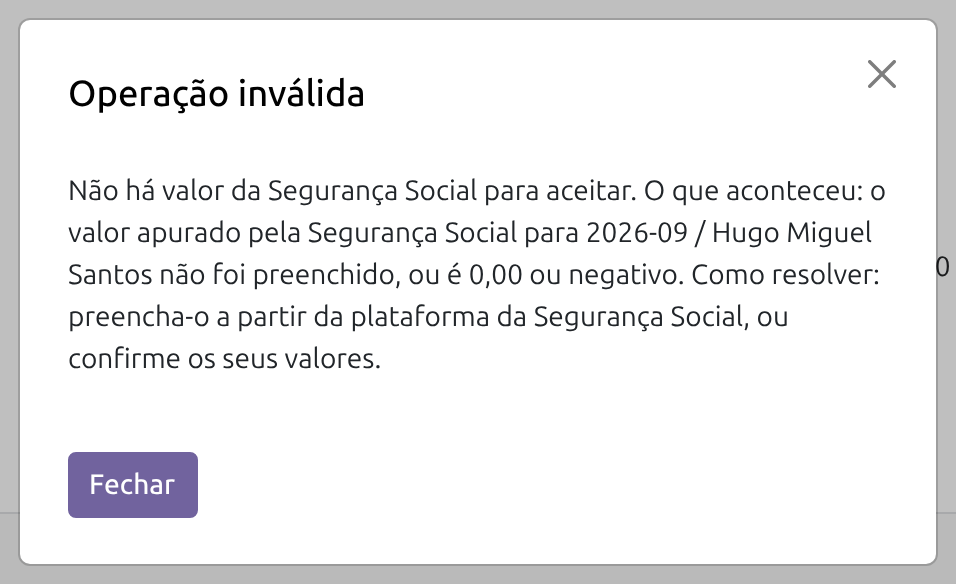 Operação inválida
Não há valor da Segurança Social para aceitar. O que aconteceu: o
valor apurado pela Segurança Social para 2026-09 / Hugo Miguel
Santos não foi preenchido, ou é 0,00 ou negativo. Como resolver:
preencha-o a partir da plataforma da Segurança Social, ou
confirme os seus valores.
0
Fechar